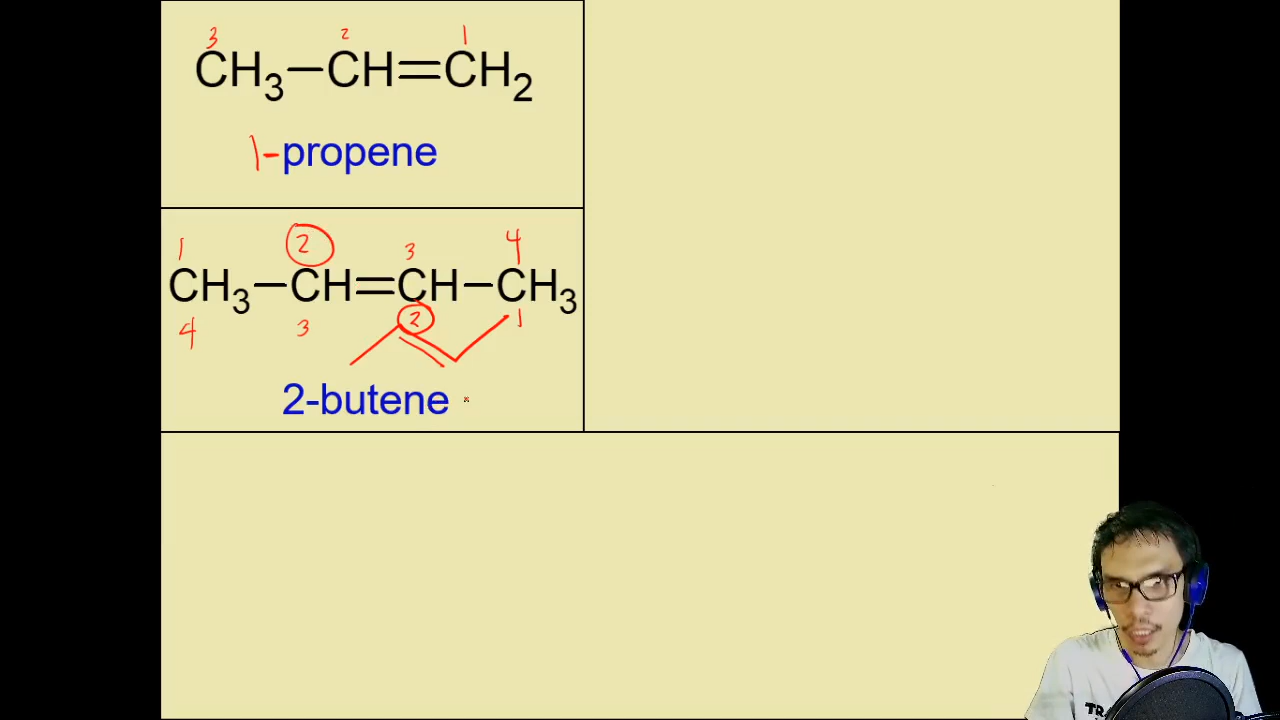 3 2 1
CH3—CH=CH2
1-propene
1 2 3 4
CH3—CH=CH—CH3
4 3 2 1
2-butene
TR